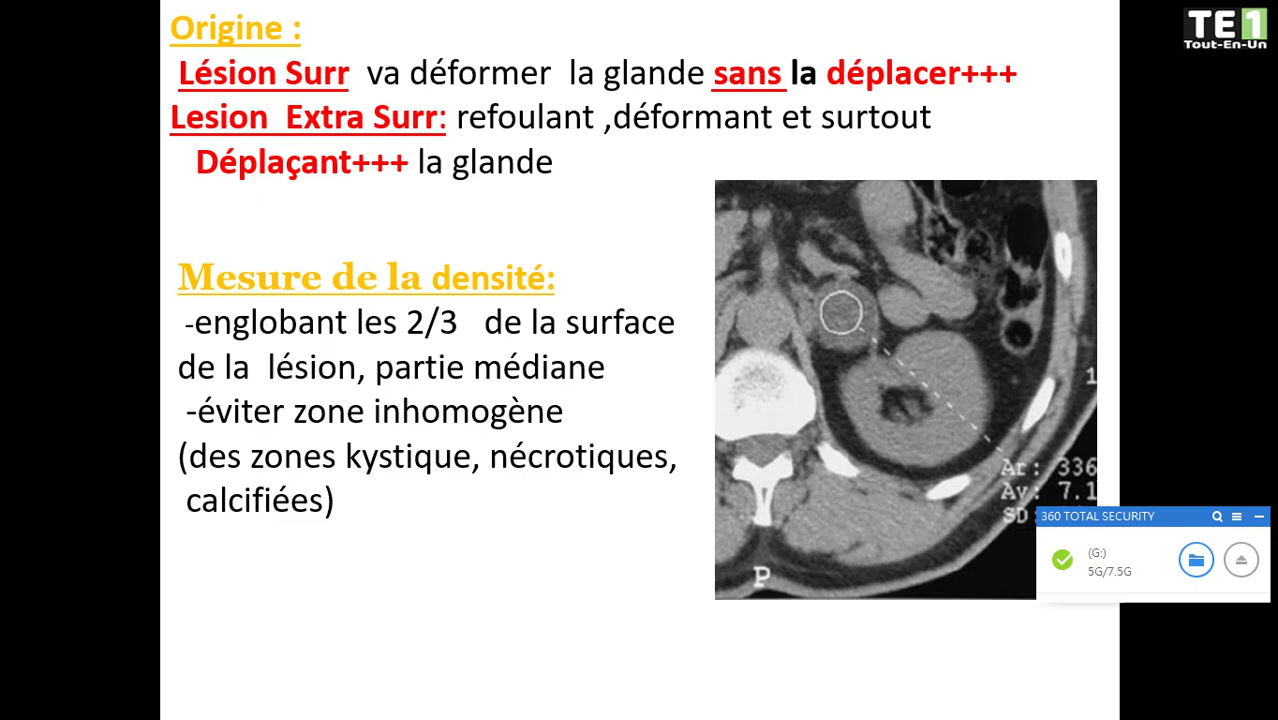 Origine :
Lésion Surr va déformer la glande sans la déplacer+++
Lesion Extra Surr: refoulant ,déformant et surtout
Déplaçant+++ la glande
Mesure de la densité:
-englobant les 2/3 de la surface
de la lésion, partie médiane
-éviter zone inhomogène
(des zones kystique, nécrotiques,
calcifiées)
TE1
Tout-En-Un
1
Ar: 336
Av: 7.1
SD
P
360 TOTAL SECURITY
(G:)
5G/7.5G